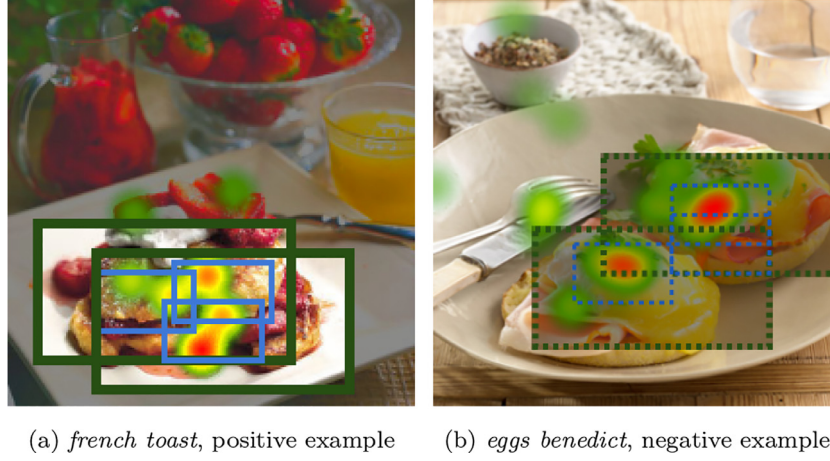 (a) french toast, positive example
(b) eggs benedict, negative example